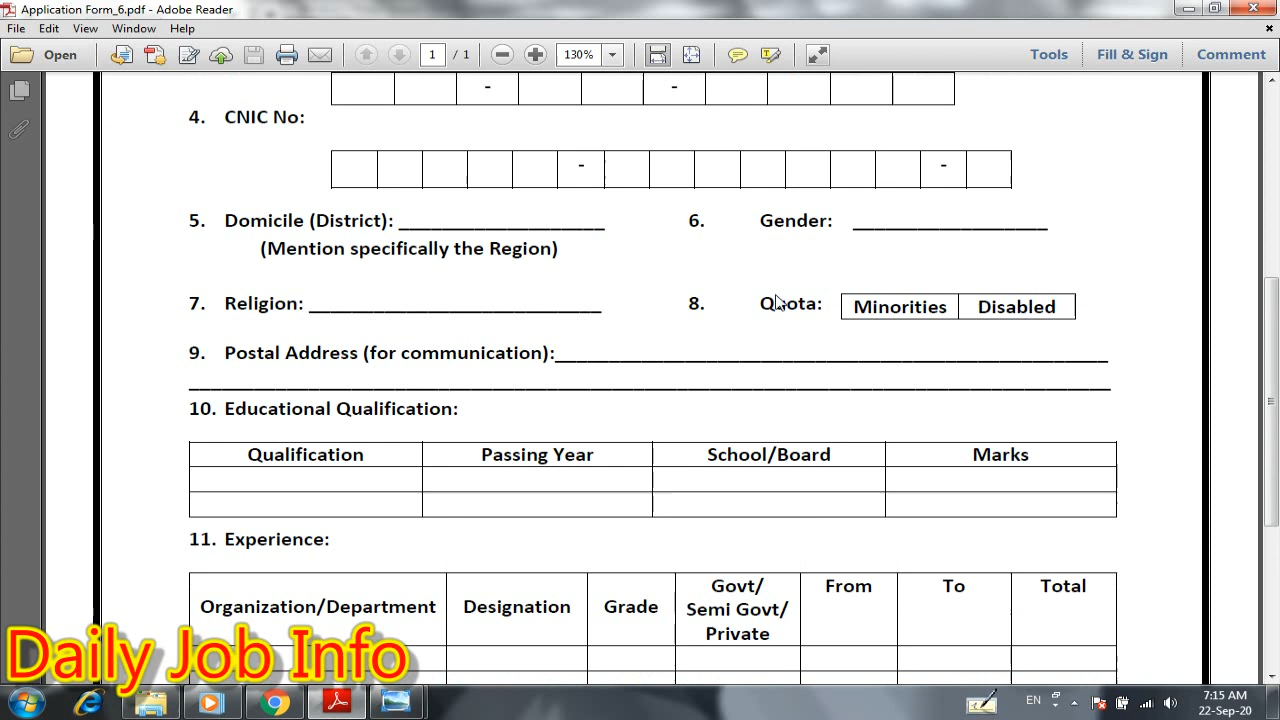 Application Form_6.pdf - Adobe Reader
File Edit View Window Help
Open 1 / 1 130% Tools Fill & Sign Comment
- -
4. CNIC No:
- -
5. Domicile (District): ___________________ 6. Gender: __________________
(Mention specifically the Region)
7. Religion: ___________________________ 8. Quota: Minorities Disabled
9. Postal Address (for communication):___________________________________________________
_____________________________________________________________________________________
10. Educational Qualification:
Qualification Passing Year School/Board Marks
11. Experience:
Organization/Department Designation Grade Govt/ Semi Govt/ Private From To Total
Daily Job Info
EN 7:15 AM
22-Sep-20